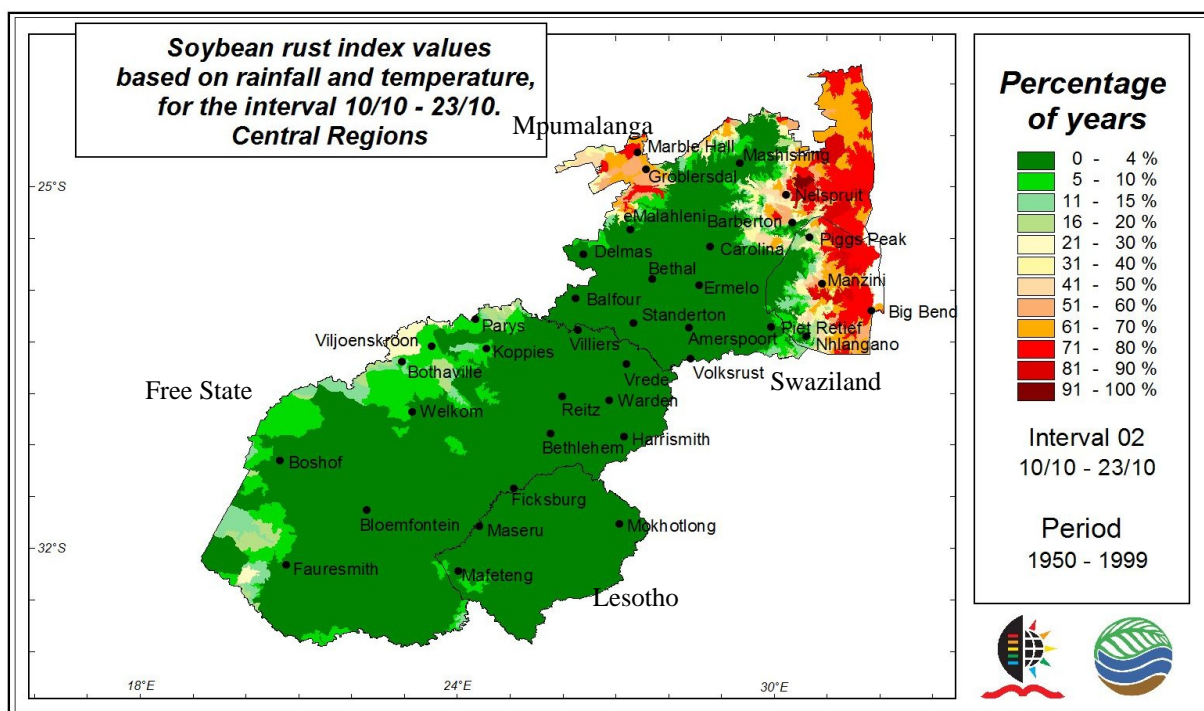 Soybean rust index values
based on rainfall and temperature,
for the interval 10/10 - 23/10.
Central Regions
Percentage
of years
0 - 4 %
5 - 10 %
11 - 15 %
16 - 20 %
21 - 30 %
31 - 40 %
41 - 50 %
51 - 60 %
61 - 70 %
71 - 80 %
81 - 90 %
91 - 100 %
Interval 02
10/10 - 23/10
Period
1950 - 1999
Mpumalanga
Marble Hall
Mashishing
Groblersdal
25°S
Nelspruit
eMalahleni
Barberton
Piggs Peak
Delmas
Carolina
Bethal
Manzini
Ermelo
Balfour
Big Bend
Standerton
Parys
Piet Retief
Villiers
Amerspoort
Nhlangano
Viljoenskroon
Koppies
Volksrust
Bothaville
Vrede
Swaziland
Free State
Warden
Reitz
Welkom
Harrismith
Bethlehem
Boshof
Ficksburg
Bloemfontein
Maseru
Mokhotlong
32°S
Fauresmith
Mafeteng
Lesotho
18°E
24°E
30°E